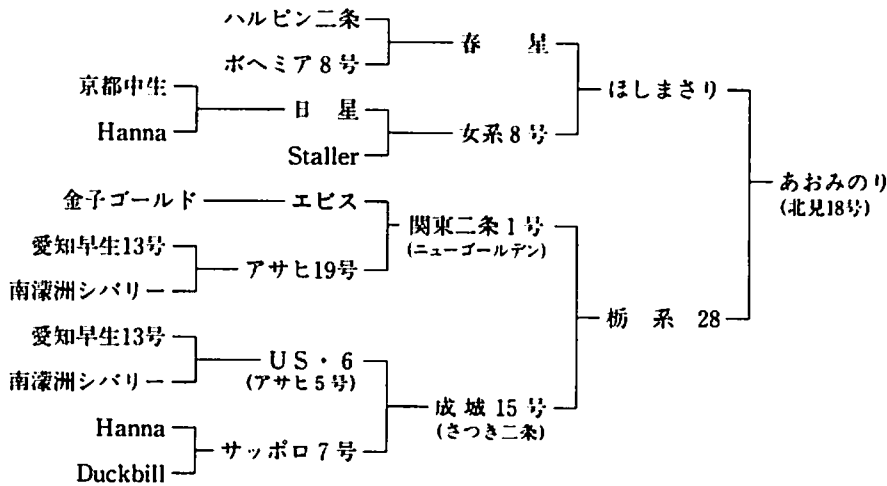 ハルピン二条
ボヘミア8号
春星
京都中生
Hanna
日星
Staller
女系8号
ほしまさり
あおみのり
(北見18号)
金子ゴールド
エビス
関東二条1号
(ニューゴールデン)
愛知早生13号
アサヒ19号
南濛洲シバリー
栃系28
愛知早生13号
US・6
(アサヒ5号)
南濛洲シバリー
成城15号
(さつき二条)
Hanna
サッポロ7号
Duckbill